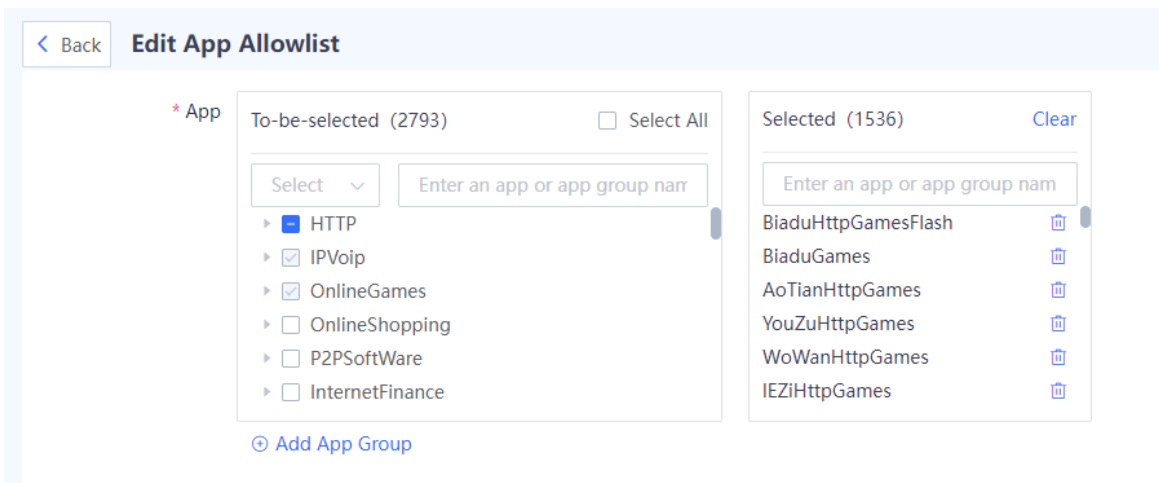 Back Edit App Allowlist
* App
To-be-selected (2793) Select All
Select Enter an app or app group nam
HTTP
IPVoip
OnlineGames
OnlineShopping
P2PSoftWare
InternetFinance
Add App Group
Selected (1536) Clear
Enter an app or app group nam
BiaduHttpGamesFlash
BiaduGames
AoTianHttpGames
YouZuHttpGames
WoWanHttpGames
IEZiHttpGames